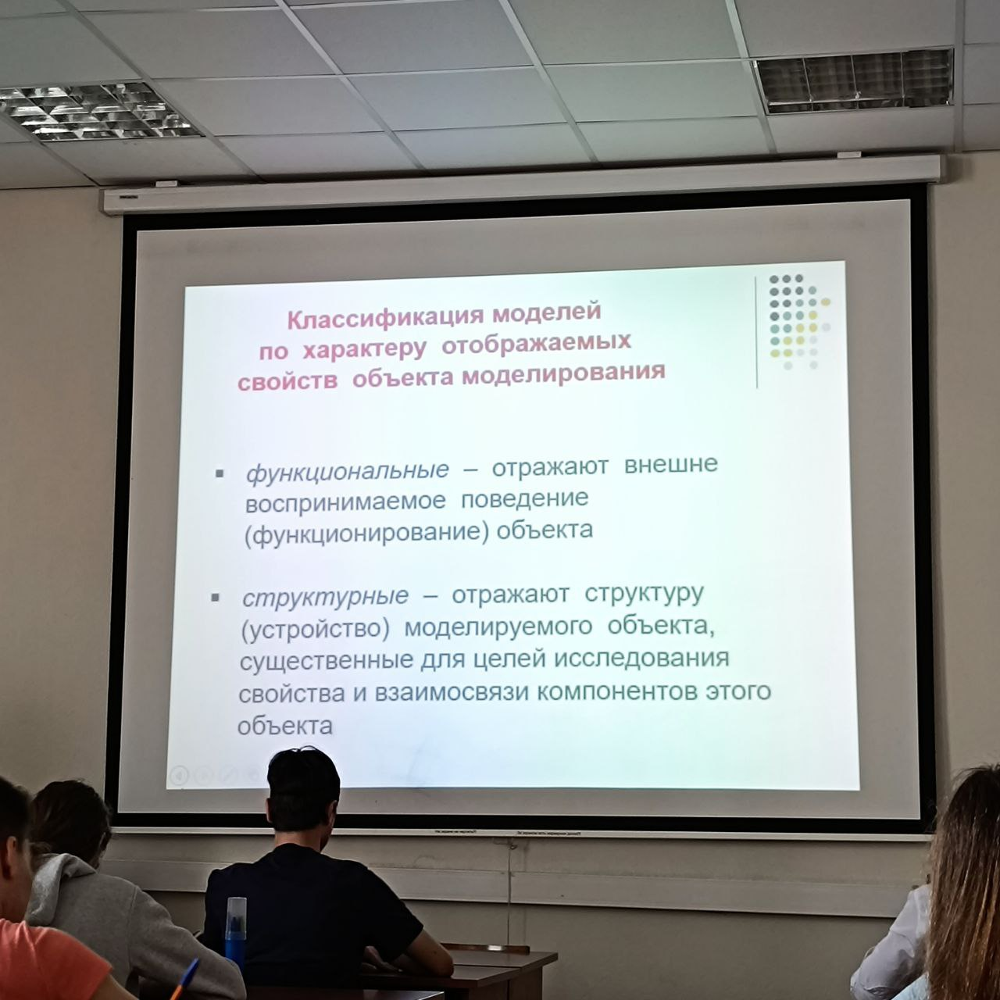 Классификация моделей
по характеру отображаемых
свойств объекта моделирования
функциональные – отражают внешне
воспринимаемое поведение
(функционирование) объекта
структурные – отражают структуру
(устройство) моделируемого объекта,
существенные для целей исследования
свойства и взаимосвязи компонентов этого
объекта